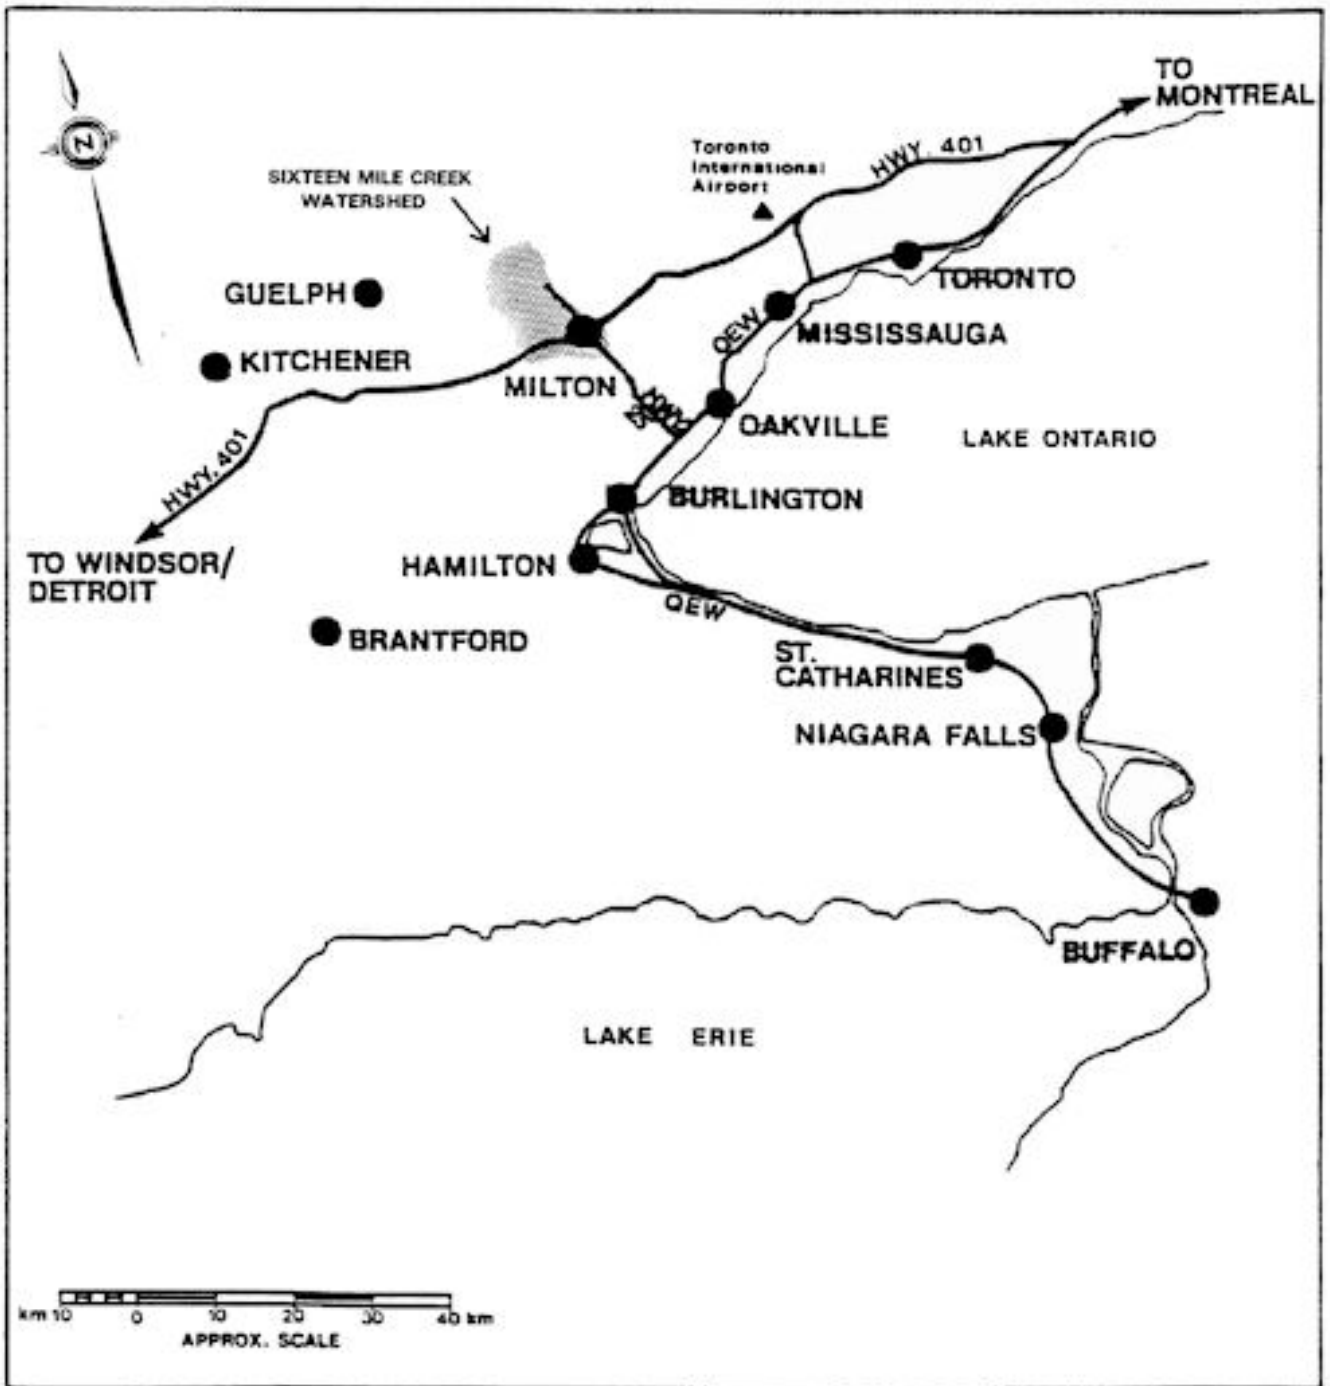 TO
MONTREAL
Toronto
International
Airport
HWY. 401
SIXTEEN MILE CREEK
WATERSHED
N
GUELPH
TORONTO
QEW
MISSISSAUGA
KITCHENER
MILTON
HWY.
25
OAKVILLE
LAKE ONTARIO
HWY. 401
BURLINGTON
TO WINDSOR/
DETROIT
HAMILTON
QEW
BRANTFORD
ST.
CATHARINES
NIAGARA FALLS
BUFFALO
LAKE ERIE
km 10 0 10 20 30 40 km
APPROX. SCALE